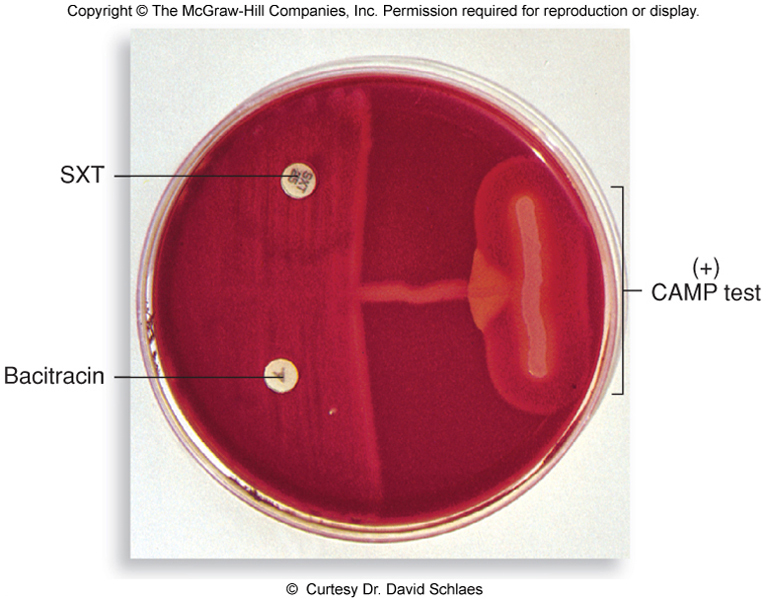 Copyright © The McGraw-Hill Companies, Inc. Permission required for reproduction or display.
SXT
SXT
(+)
CAMP test
Bacitracin
© Curtesy Dr. David Schlaes